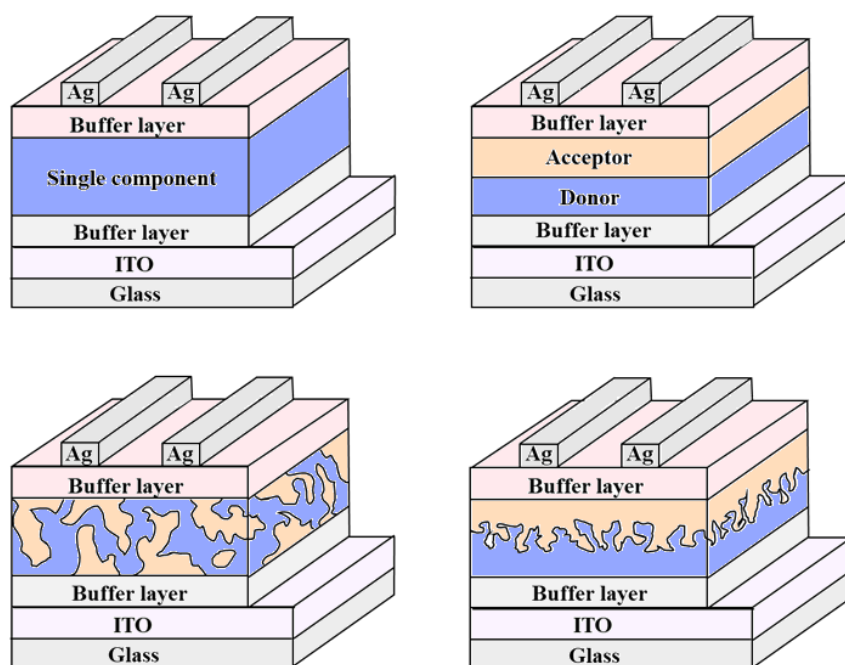 Ag Ag
Buffer layer
Single component
Buffer layer
ITO
Glass
Ag Ag
Buffer layer
Acceptor
Donor
Buffer layer
ITO
Glass
Ag Ag
Buffer layer
Buffer layer
ITO
Glass
Ag Ag
Buffer layer
Buffer layer
ITO
Glass